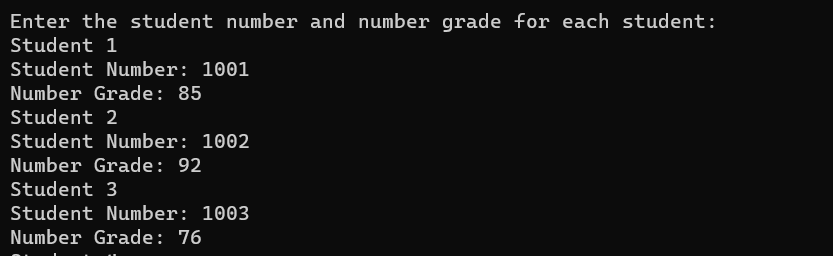 Enter the student number and number grade for each student:
Student 1
Student Number: 1001
Number Grade: 85
Student 2
Student Number: 1002
Number Grade: 92
Student 3
Student Number: 1003
Number Grade: 76